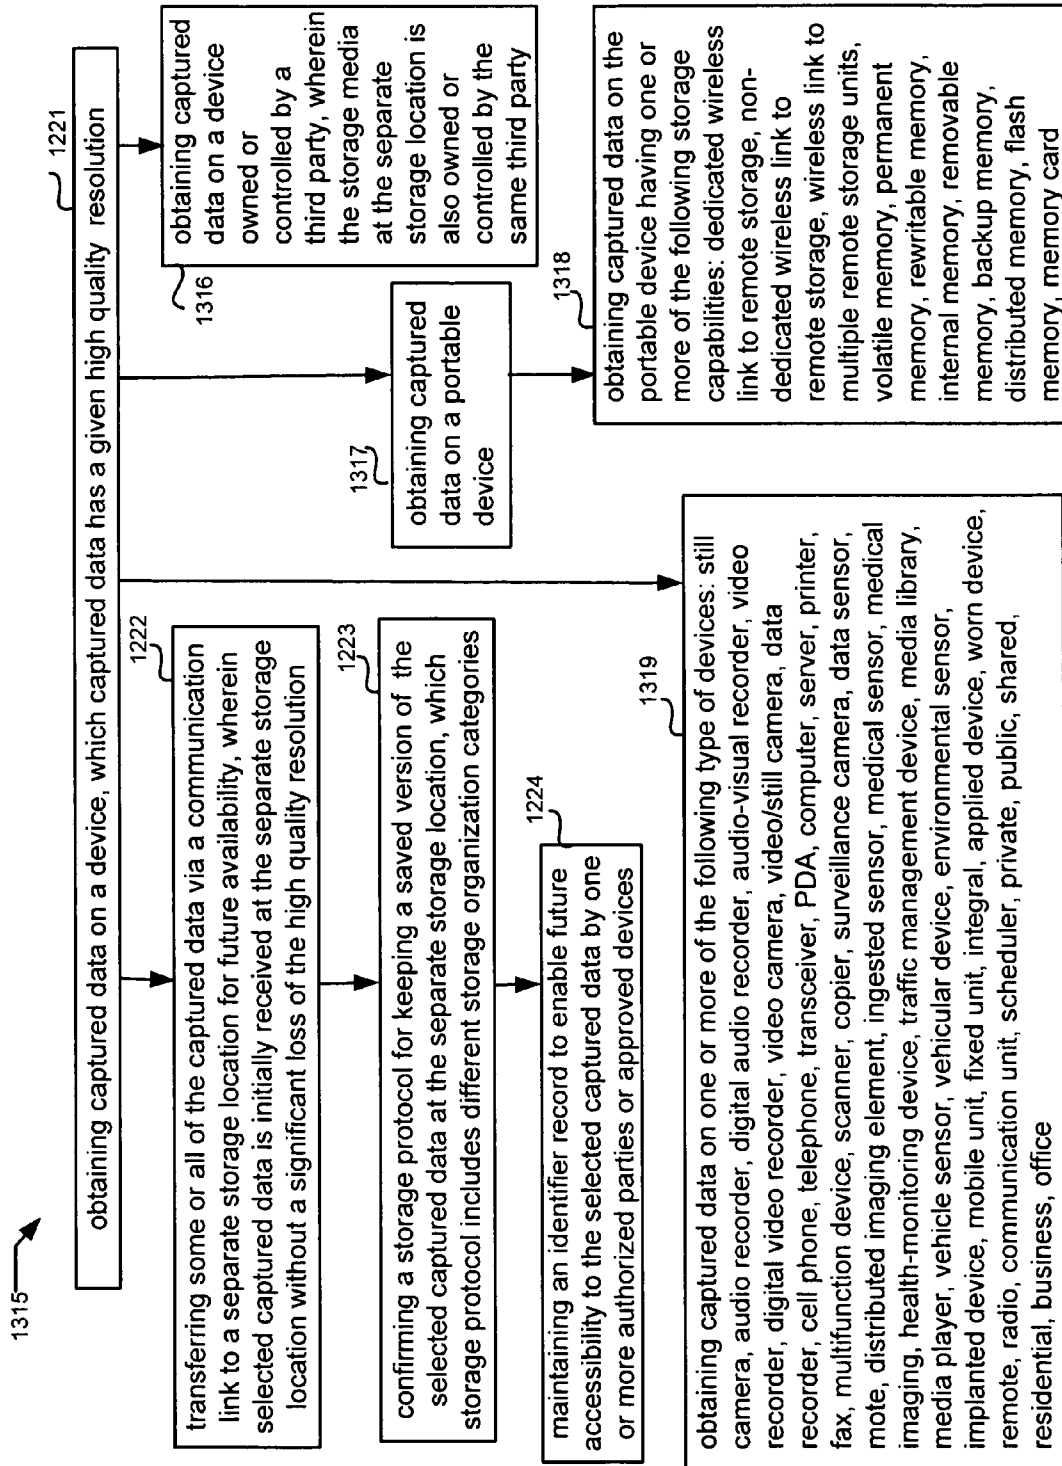 1315
1221
obtaining captured data on a device, which captured data has a given high quality resolution
1222
transferring some or all of the captured data via a communication
link to a separate storage location for future availability, wherein
selected captured data is initially received at the separate storage
location without a significant loss of the high quality resolution
1223
confirming a storage protocol for keeping a saved version of the
selected captured data at the separate storage location, which
storage protocol includes different storage organization categories
1224
maintaining an identifier record to enable future
accessibility to the selected captured data by one
or more authorized parties or approved devices
1316
obtaining captured
data on a device
owned or
controlled by a
third party, wherein
the storage media
at the separate
storage location is
also owned or
controlled by the
same third party
1317
obtaining captured
data on a portable
device
1318
obtaining captured data on the
portable device having one or
more of the following storage
capabilities: dedicated wireless
link to remote storage, non-
dedicated wireless link to
remote storage, wireless link to
multiple remote storage units,
volatile memory, permanent
memory, rewritable memory,
internal memory, removable
memory, backup memory,
distributed memory, flash
memory, memory card
1319
obtaining captured data on one or more of the following type of devices: still
camera, audio recorder, digital audio recorder, audio-visual recorder, video
recorder, digital video recorder, video camera, video/still camera, data
recorder, cell phone, telephone, transceiver, PDA, computer, server, printer,
fax, multifunction device, scanner, copier, surveillance camera, data sensor,
mote, distributed imaging element, ingested sensor, medical sensor, medical
imaging, health-monitoring device, traffic management device, media library,
media player, vehicle sensor, vehicular device, environmental sensor,
implanted device, mobile unit, fixed unit, integral, applied device, worn device,
remote, radio, communication unit, scheduler, private, public, shared,
residential, business, office